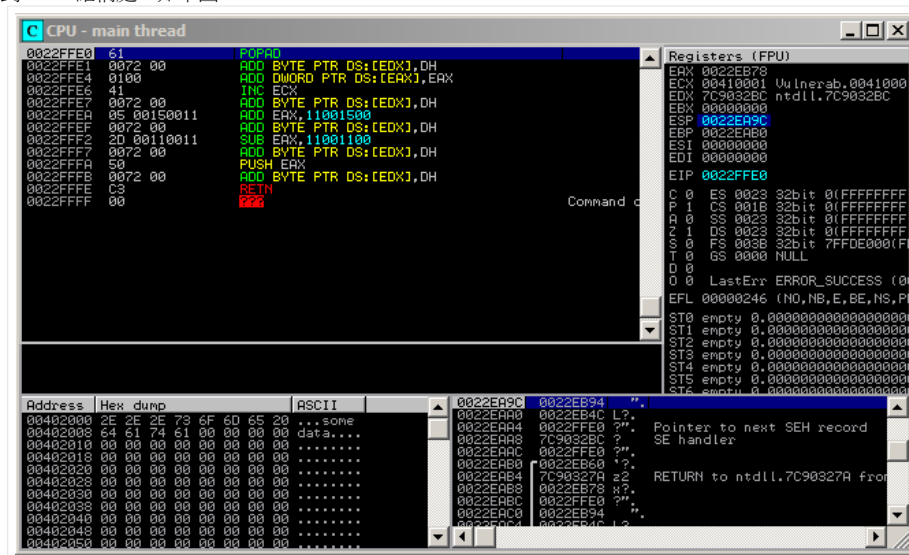 CPU - main thread
0022FFE0 61 POPAD
0022FFE1 0072 00 ADD BYTE PTR DS:[EDX],DH
0022FFE4 0100 ADD DWORD PTR DS:[EAX],EAX
0022FFE6 41 INC ECX
0022FFE7 0072 00 ADD BYTE PTR DS:[EDX],DH
0022FFEA 05 00150011 ADD EAX,11001500
0022FFEF 0072 00 ADD BYTE PTR DS:[EDX],DH
0022FFF2 2D 00110011 SUB EAX,11001100
0022FFF7 0072 00 ADD BYTE PTR DS:[EDX],DH
0022FFFA 50 PUSH EAX
0022FFFB 0072 00 ADD BYTE PTR DS:[EDX],DH
0022FFFE C3 RETN
0022FFFF 00 ??? Command
Registers (FPU)
EAX 0022EB78
ECX 00410001 Vulnerab.0041000
EDX 7C9032BC ntdll.7C9032BC
EBX 00000000
ESP 0022EA9C
EBP 0022EAB0
ESI 00000000
EDI 00000000
EIP 0022FFE0
C 0 ES 0023 32bit 0(FFFFFFFF
P 1 CS 001B 32bit 0(FFFFFFFF
A 0 SS 0023 32bit 0(FFFFFFFF
Z 1 DS 0023 32bit 0(FFFFFFFF
S 0 FS 003B 32bit 7FFDE000(F
T 0 GS 0000 NULL
D 0
O 0 LastErr ERROR_SUCCESS (0
EFL 00000246 (NO,NB,E,BE,NS,P
ST0 empty 0.0000000000000000
ST1 empty 0.0000000000000000
ST2 empty 0.0000000000000000
ST3 empty 0.0000000000000000
ST4 empty 0.0000000000000000
ST5 empty 0.0000000000000000
Address Hex dump ASCII
00402000 2E 2E 2E 73 6F 6D 65 20 ...some
00402008 64 61 74 61 00 00 00 00 data....
00402010 00 00 00 00 00 00 00 00 ........
00402018 00 00 00 00 00 00 00 00 ........
00402020 00 00 00 00 00 00 00 00 ........
00402028 00 00 00 00 00 00 00 00 ........
00402030 00 00 00 00 00 00 00 00 ........
00402038 00 00 00 00 00 00 00 00 ........
00402040 00 00 00 00 00 00 00 00 ........
00402048 00 00 00 00 00 00 00 00 ........
00402050 00 00 00 00 00 00 00 00 ........
0022EA9C 0022EB94 ".
0022EAA0 0022EB4C L?.
0022EAA4 0022FFE0 ?". Pointer to next SEH record
0022EAA8 7C9032BC ? SE handler
0022EAAC 0022FFE0 ?".
0022EAB0 0022EB60 '?.
0022EAB4 7C90327A z2 RETURN to ntdll.7C90327A fro
0022EAB8 0022EB78 x?.
0022EABC 0022FFE0 ?".
0022EAC0 0022EB94 ".